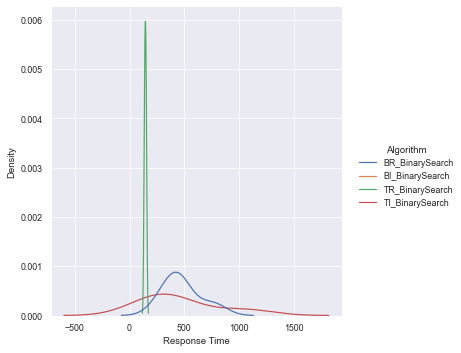 0.006
0.005
0.004
0.003
0.002
0.001
0.000
Density
−500
0
500
1000
1500
Response Time
Algorithm
BR_BinarySearch
BI_BinarySearch
TR_BinarySearch
TI_BinarySearch